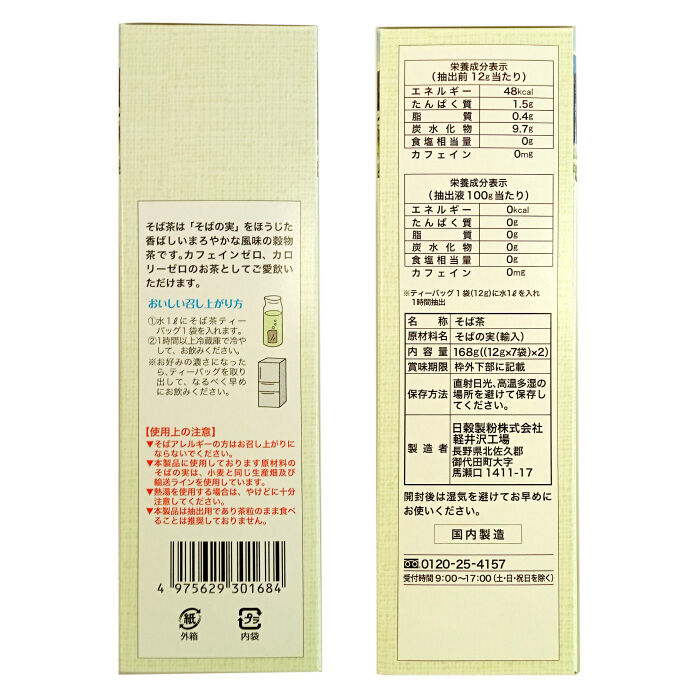 そば茶は「そばの実」をほうじた
香ばしいまろやかな風味の穀物
茶です。カフェインゼロ、カロ
リーゼロのお茶としてご愛飲い
ただけます。
おいしい召し上がり方
①水1ℓにそば茶ティー
バッグ1袋を入れます。
②1時間以上冷蔵庫で冷や
して、お飲みください。
※お好みの濃さになった
ら、ティーバッグを取り
出して、なるべく早め
にお飲みください。
【使用上の注意】
▼そばアレルギーの方はお召し上がりに
ならないでください。
▼本製品に使用しております原材料の
そばの実は、小麦と同じ生産畑及び
輸送ラインを使用しています。
▼熱湯を使用する場合は、やけどに十分
注意してください。
▼本製品は抽出用であり茶粒のまま食べ
ることは推奨しておりません。
4 975629 301684
紙
外箱
プラ
内袋
栄養成分表示
(抽出前12g当たり)
エネルギー 48kcal
たんぱく質 1.5g
脂質 0.4g
炭水化物 9.7g
食塩相当量 0g
カフェイン 0mg
栄養成分表示
(抽出液100g当たり)
エネルギー 0kcal
たんぱく質 0g
脂質 0g
炭水化物 0g
食塩相当量 0g
カフェイン 0mg
※ティーバッグ1袋(12g)に水1ℓを入れ
1時間抽出
名称 そば茶
原材料名 そばの実(輸入)
内容量 168g((12g×7袋)×2)
賞味期限 枠外下部に記載
保存方法 直射日光、高温多湿の
場所を避けて保存し
てください。
製造者 日穀製粉株式会社
軽井沢工場
長野県北佐久郡
御代田町大字
馬瀬口1411-17
開封後は湿気を避けてお早めに
お使いください。
国内製造
0120-25-4157
受付時間 9:00〜17:00(土・日・祝日を除く)